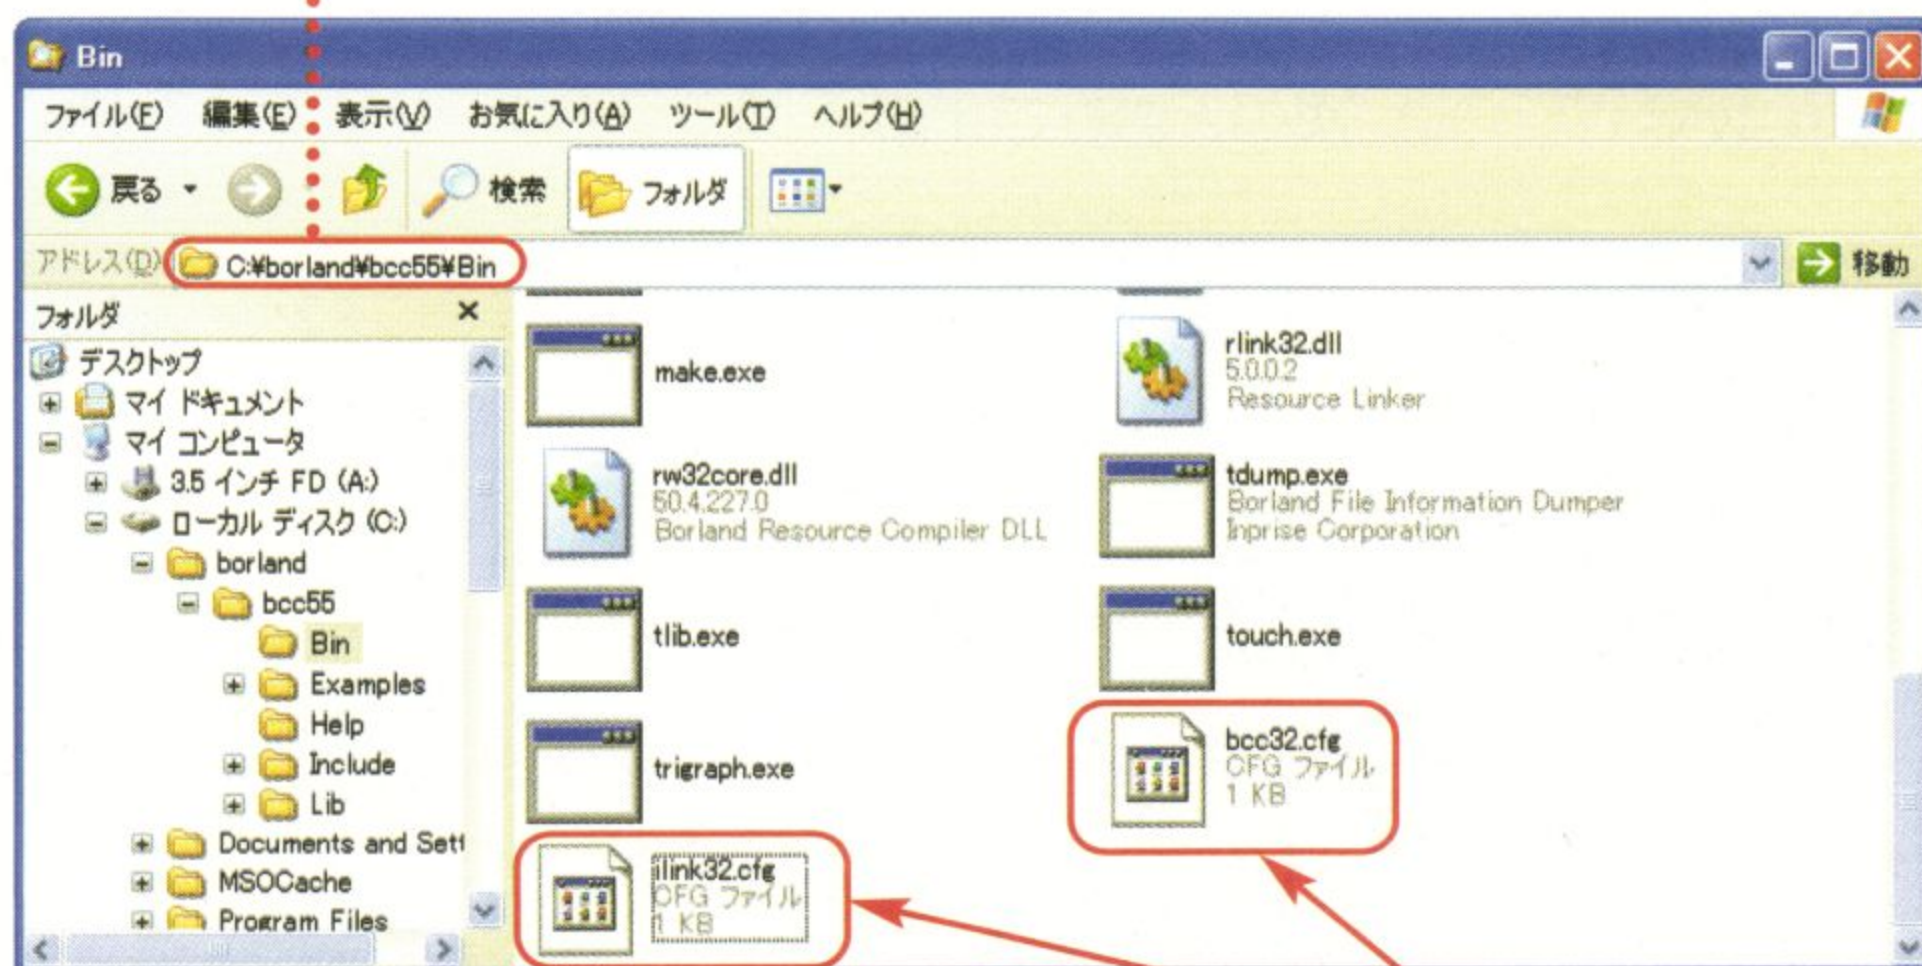 Bin
ファイル(F) 編集(E) 表示(V) お気に入り(A) ツール(T) ヘルプ(H)
戻る 検索 フォルダ
アドレス(D) C:¥borland¥bcc55¥Bin 移動
フォルダ
デスクトップ
マイ ドキュメント
マイ コンピュータ
3.5 インチ FD (A:)
ローカル ディスク (C:)
borland
bcc55
Bin
Examples
Help
Include
Lib
Documents and Sett
MSOCache
Program Files
make.exe
rlink32.dll
5.0.0.2
Resource Linker
rw32core.dll
50.4.227.0
Borland Resource Compiler DLL
tdump.exe
Borland File Information Dumper
Inprise Corporation
tlib.exe
touch.exe
trigraph.exe
bcc32.cfg
CFG ファイル
1 KB
ilink32.cfg
CFG ファイル
1 KB